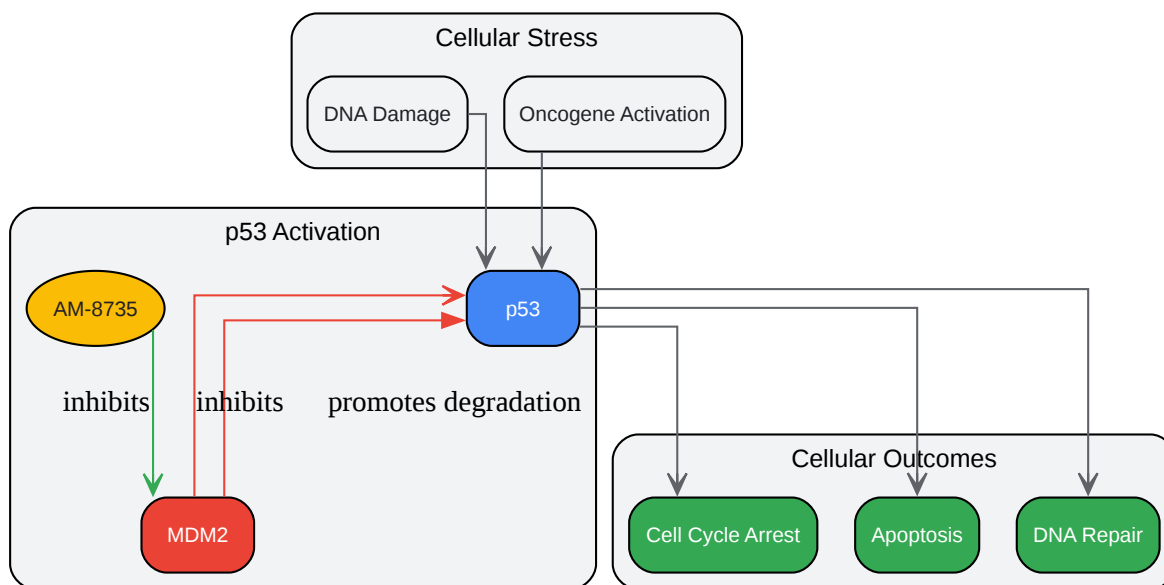 Cellular Stress
DNA Damage
Oncogene Activation
p53 Activation
AM-8735
p53
inhibits
inhibits
promotes degradation
MDM2
Cellular Outcomes
Cell Cycle Arrest
Apoptosis
DNA Repair